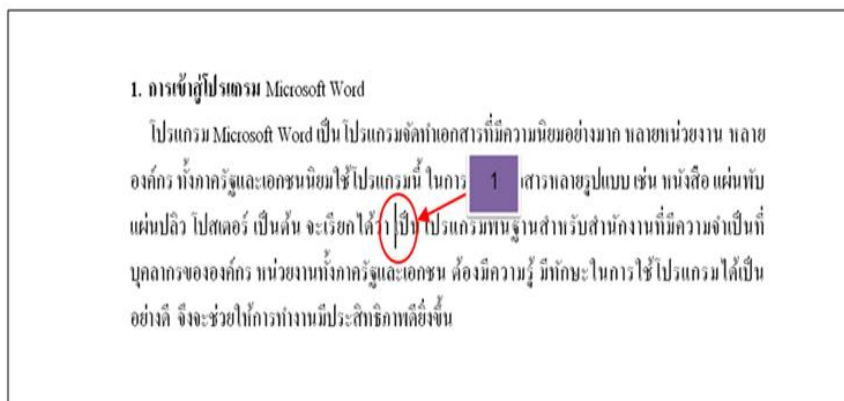 1. การเข้าสู่โปรแกรม Microsoft Word
โปรแกรม Microsoft Word เป็นโปรแกรมจัดทำเอกสารที่มีความนิยมอย่างมาก หลายหน่วยงาน หลาย
องค์กร ทั้งภาครัฐและเอกชนนิยมใช้โปรแกรมนี้ ในการ 1 สารหลายรูปแบบ เช่น หนังสือ แผ่นพับ
แผ่นปลิว โปสเตอร์ เป็นต้น จะเรียกได้ว่า เป็น โปรแกรมพื้นฐานสำหรับสำนักงานที่มีความจำเป็นที่
บุคลากรขององค์กร หน่วยงานทั้งภาครัฐและเอกชน ต้องมีความรู้ มีทักษะในการใช้โปรแกรมได้เป็น
อย่างดี จึงจะช่วยให้การทำงานมีประสิทธิภาพดียิ่งขึ้น